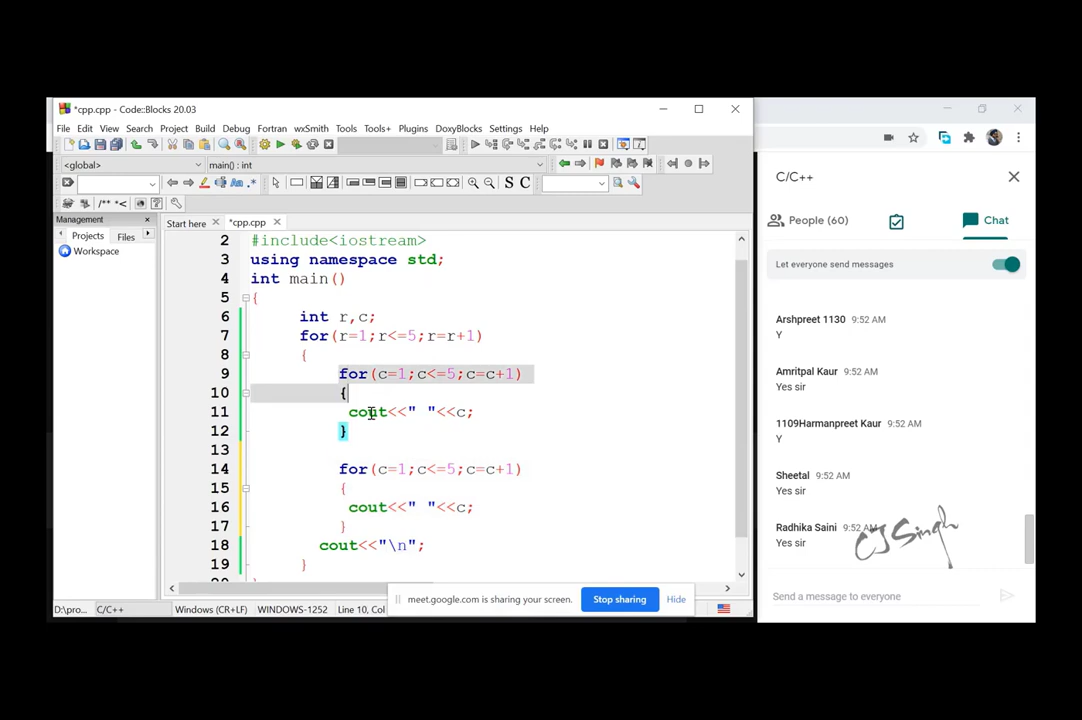 *cpp.cpp - Code::Blocks 20.03
File Edit View Search Project Build Debug Fortran wxSmith Tools Tools+ Plugins DoxyBlocks Settings Help
<global> main() : int
S C
Aa .*
/** *<
Management
Projects Files
Workspace
Start here *cpp.cpp
2 #include<iostream>
3 using namespace std;
4 int main()
5 {
6 int r,c;
7 for(r=1;r<=5;r=r+1)
8 {
9 for(c=1;c<=5;c=c+1)
10 {
11 cout<<" "<<c;
12 }
13
14 for(c=1;c<=5;c=c+1)
15 {
16 cout<<" "<<c;
17 }
18 cout<<"\n";
19 }
meet.google.com is sharing your screen. Stop sharing Hide
D:\pro... C/C++ Windows (CR+LF) WINDOWS-1252 Line 10, Col
C/C++
People (60) Chat
Let everyone send messages
Arshpreet 1130 9:52 AM
Y
Amritpal Kaur 9:52 AM
Yes sir
1109Harmanpreet Kaur 9:52 AM
Y
Sheetal 9:52 AM
Yes sir
Radhika Saini 9:52 AM
Yes sir
CJSingh
Send a message to everyone